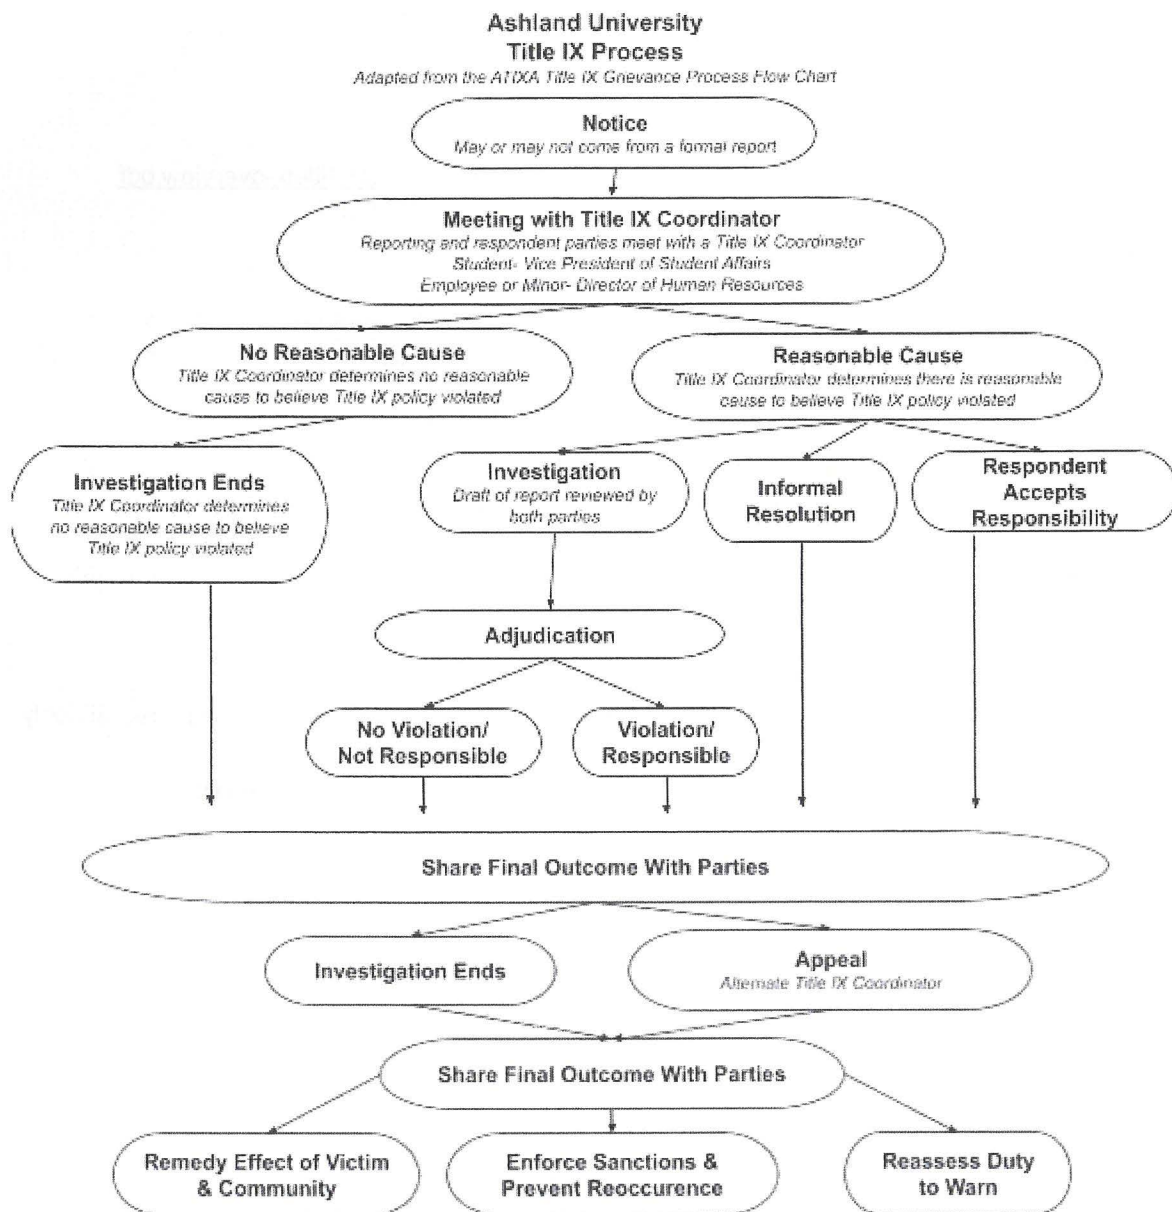 Ashland University
Title IX Process
Adapted from the ATIXA Title IX Grievance Process Flow Chart
Notice
May or may not come from a formal report
Meeting with Title IX Coordinator
Reporting and respondent parties meet with a Title IX Coordinator
Student- Vice President of Student Affairs
Employee or Minor- Director of Human Resources
No Reasonable Cause
Title IX Coordinator determines no reasonable
cause to believe Title IX policy violated
Reasonable Cause
Title IX Coordinator determines there is reasonable
cause to believe Title IX policy violated
Investigation Ends
Title IX Coordinator determines
no reasonable cause to believe
Title IX policy violated
Investigation
Draft of report reviewed by
both parties
Informal
Resolution
Respondent
Accepts
Responsibility
Adjudication
No Violation/
Not Responsible
Violation/
Responsible
Share Final Outcome With Parties
Investigation Ends
Appeal
Alternate Title IX Coordinator
Share Final Outcome With Parties
Remedy Effect of Victim
& Community
Enforce Sanctions &
Prevent Reoccurence
Reassess Duty
to Warn